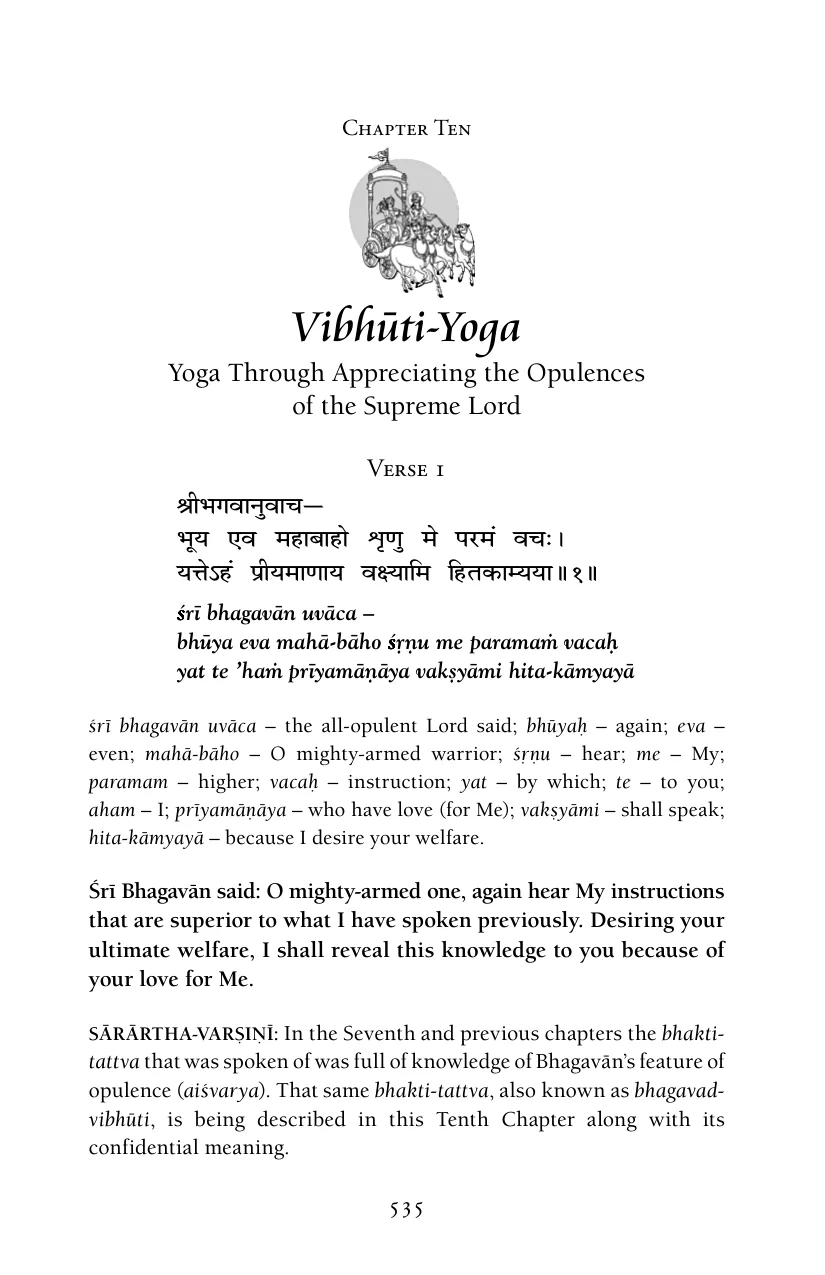 Chapter Ten
Vibhūti-Yoga
Yoga Through Appreciating the Opulences
of the Supreme Lord
Verse 1
श्रीभगवानुवाच—
भूय एव महाबाहो शृणु मे परमं वचः।
यत्तेऽहं प्रीयमाणाय वक्ष्यामि हितकाम्यया॥१॥
śrī bhagavān uvāca –
bhūya eva mahā-bāho śṛṇu me paramaṁ vacaḥ
yat te ’haṁ prīyamāṇāya vakṣyāmi hita-kāmyayā
śrī bhagavān uvāca – the all-opulent Lord said; bhūyaḥ – again; eva –
even; mahā-bāho – O mighty-armed warrior; śṛṇu – hear; me – My;
paramam – higher; vacaḥ – instruction; yat – by which; te – to you;
aham – I; prīyamāṇāya – who have love (for Me); vakṣyāmi – shall speak;
hita-kāmyayā – because I desire your welfare.
Śrī Bhagavān said: O mighty-armed one, again hear My instructions
that are superior to what I have spoken previously. Desiring your
ultimate welfare, I shall reveal this knowledge to you because of
your love for Me.
SĀRĀRTHA-VARṢIṆĪ: In the Seventh and previous chapters the bhakti-
tattva that was spoken of was full of knowledge of Bhagavān’s feature of
opulence (aiśvarya). That same bhakti-tattva, also known as bhagavad-
vibhūti, is being described in this Tenth Chapter along with its
confidential meaning.
535